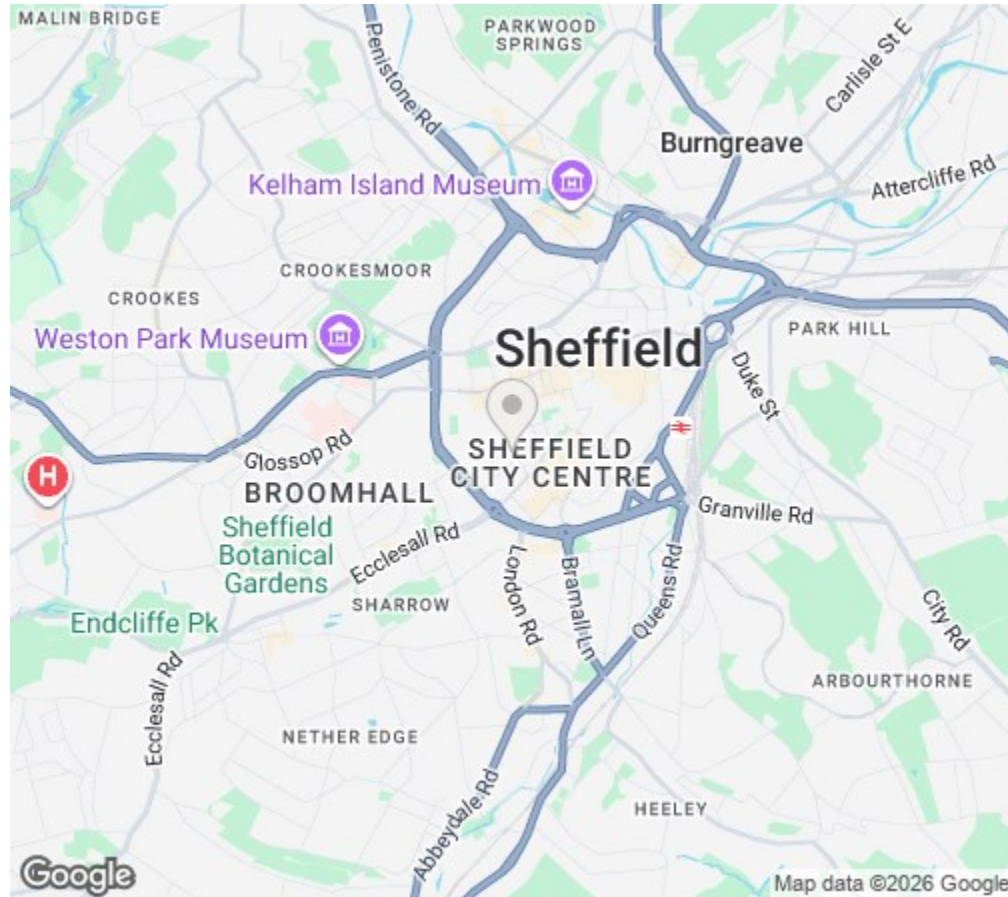 MALIN BRIDGE
PARKWOOD
SPRINGS
Carlisle St E
Penistone Rd
Burngreave
Kelham Island Museum
Attercliffe Rd
CROOKESMOOR
CROOKES
Weston Park Museum
Sheffield
PARK HILL
Duke St
Glossop Rd
SHEFFIELD
CITY CENTRE
H
BROOMHALL
Granville Rd
Sheffield
Botanical
Gardens
Ecclesall Rd
London Rd
Bramall Ln
Queens Rd
SHARROW
Endcliffe Pk
City Rd
Ecclesall Rd
ARBOURTHORNE
NETHER EDGE
Abbeydale Rd
HEELEY
Google
Map data ©2026 Google